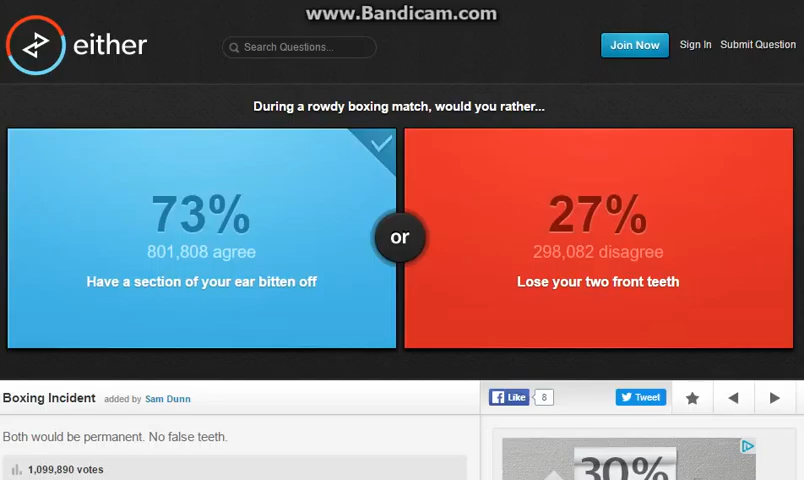 www.Bandicam.com
either
Search Questions...
Join Now
Sign In
Submit Question
During a rowdy boxing match, would you rather...
73%
801,808 agree
Have a section of your ear bitten off
or
27%
298,082 disagree
Lose your two front teeth
Boxing Incident added by Sam Dunn
Like 8
Tweet
Both would be permanent. No false teeth.
1,099,890 votes
30%